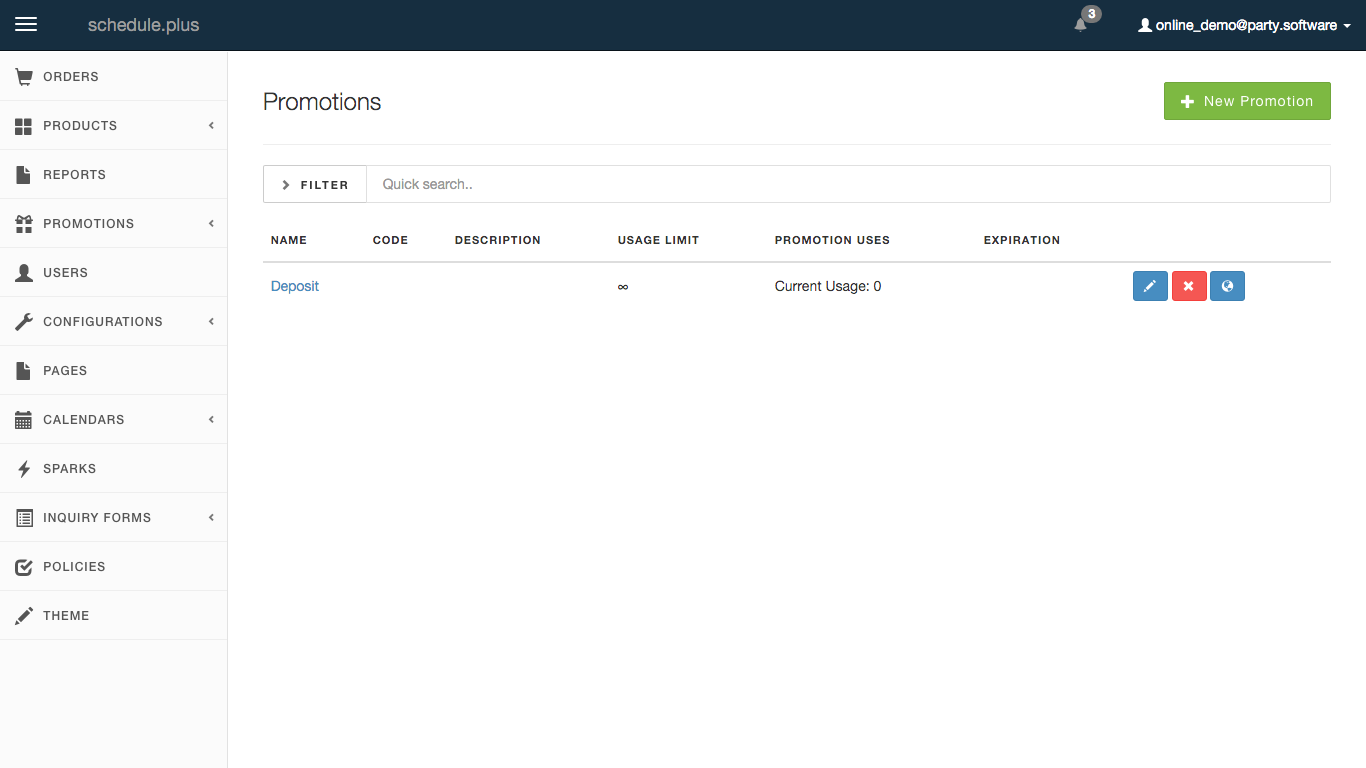 schedule.plus
3
online_demo@party.software
ORDERS
PRODUCTS
REPORTS
PROMOTIONS
USERS
CONFIGURATIONS
PAGES
CALENDARS
SPARKS
INQUIRY FORMS
POLICIES
THEME
Promotions
New Promotion
FILTER
Quick search..
NAME CODE DESCRIPTION USAGE LIMIT PROMOTION USES EXPIRATION
Deposit ∞ Current Usage: 0